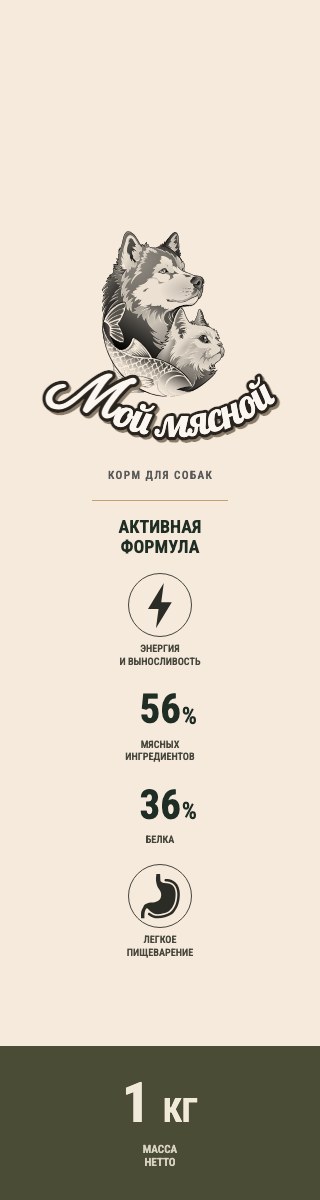 Мой мясной
КОРМ ДЛЯ СОБАК
АКТИВНАЯ
ФОРМУЛА
ЭНЕРГИЯ
И ВЫНОСЛИВОСТЬ
56%
МЯСНЫХ
ИНГРЕДИЕНТОВ
36%
БЕЛКА
ЛЕГКОЕ
ПИЩЕВАРЕНИЕ
1 кг
МАССА
НЕТТО